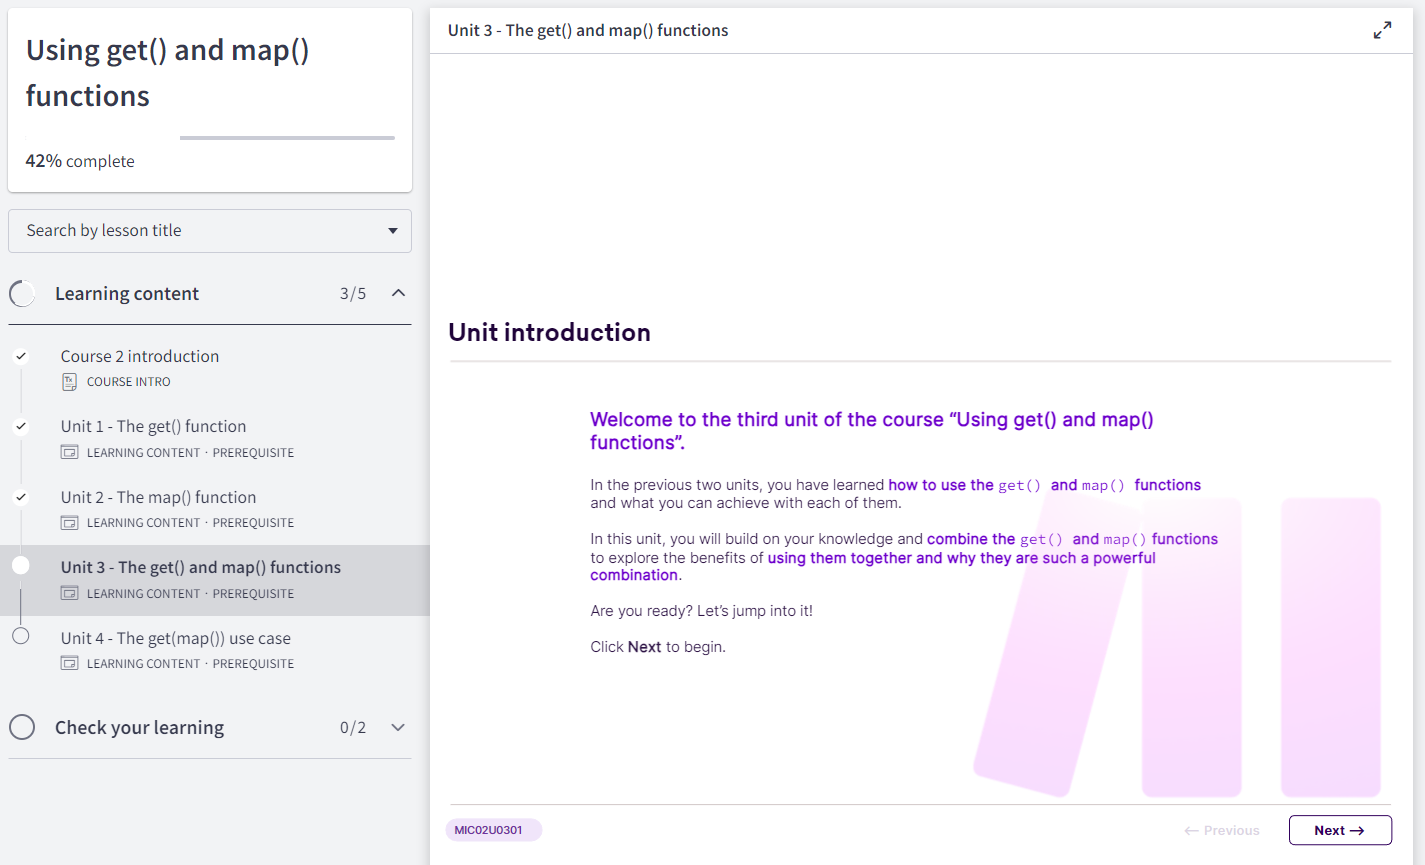 Using get() and map()
functions
42% complete
Search by lesson title
Learning content 3/5
Course 2 introduction
Tx COURSE INTRO
Unit 1 - The get() function
LEARNING CONTENT · PREREQUISITE
Unit 2 - The map() function
LEARNING CONTENT · PREREQUISITE
Unit 3 - The get() and map() functions
LEARNING CONTENT · PREREQUISITE
Unit 4 - The get(map()) use case
LEARNING CONTENT · PREREQUISITE
Check your learning 0/2
Unit 3 - The get() and map() functions
Unit introduction
Welcome to the third unit of the course “Using get() and map()
functions”.
In the previous two units, you have learned how to use the get() and map() functions
and what you can achieve with each of them.
In this unit, you will build on your knowledge and combine the get() and map() functions
to explore the benefits of using them together and why they are such a powerful
combination.
Are you ready? Let’s jump into it!
Click Next to begin.
MIC02U0301
← Previous
Next →